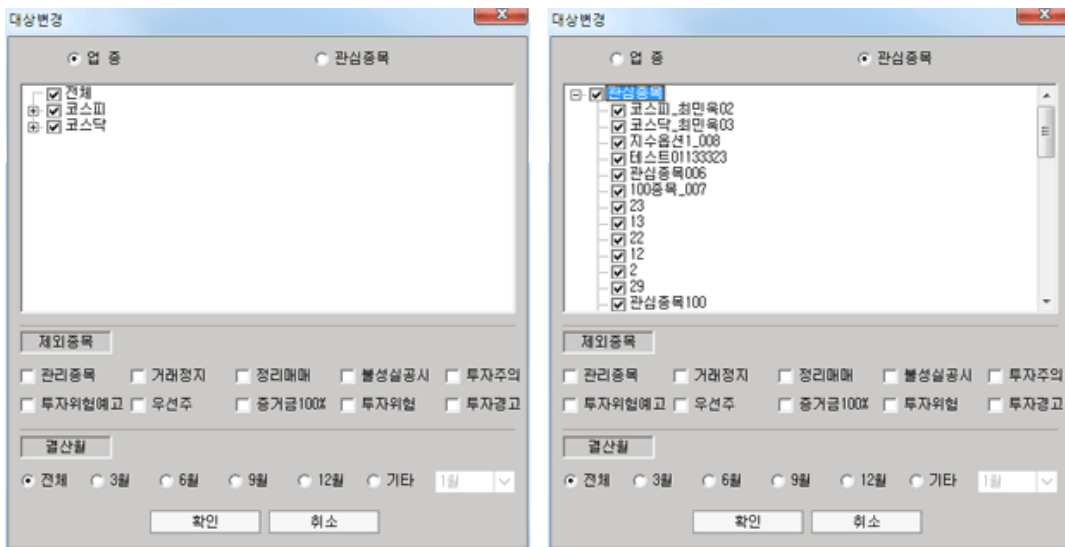 대상변경
업 종
관심종목
전체
코스피
코스닥
제외종목
관리종목 거래정지 정리매매 불성실공시 투자주의
투자위험예고 우선주 증거금100% 투자위험 투자경고
결산월
전체 3월 6월 9월 12월 기타 1월
확인 취소
대상변경
업 종
관심종목
관심종목
코스피_최민욱02
코스닥_최민욱03
지수옵션1_008
테스트01133323
관심종목006
100종목_007
23
13
22
12
2
29
관심종목100
제외종목
관리종목 거래정지 정리매매 불성실공시 투자주의
투자위험예고 우선주 증거금100% 투자위험 투자경고
결산월
전체 3월 6월 9월 12월 기타 1월
확인 취소